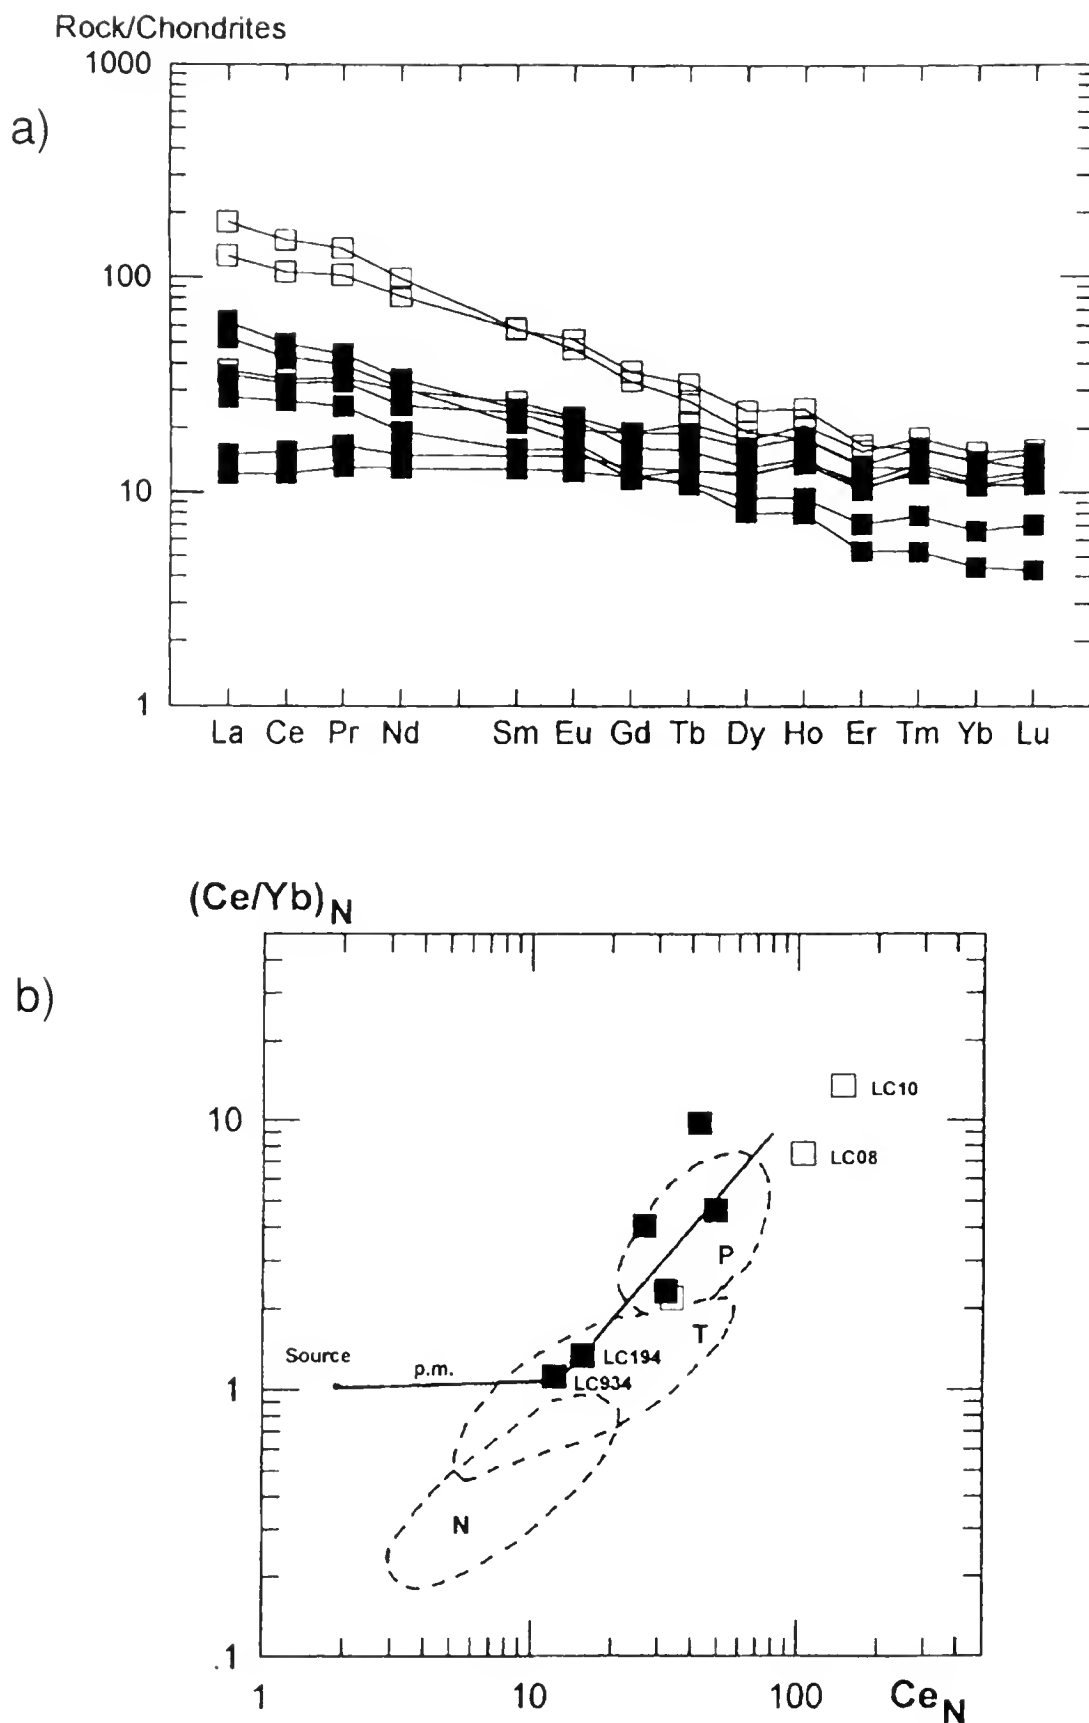 Rock/Chondrites
a)
1000
100
10
1
La Ce Pr Nd Sm Eu Gd Tb Dy Ho Er Tm Yb Lu
(Ce/Yb)N
b)
10
1
.1
LC10
LC08
P
T
Source
p.m.
LC194
LC934
N
1 10 100 CeN